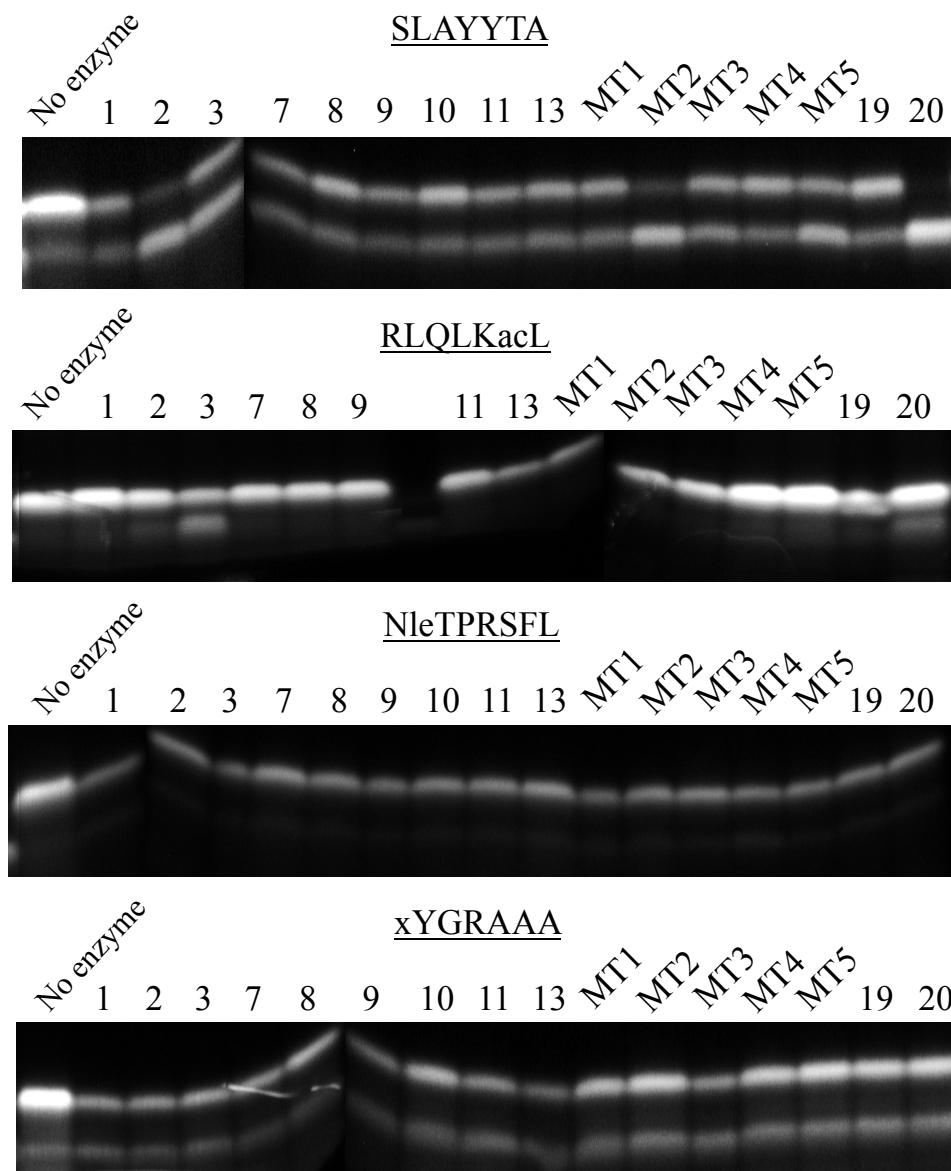 SLAYYTA
No enzyme 1 2 3 7 8 9 10 11 13 MT1 MT2 MT3 MT4 MT5 19 20
RLQLKacL
No enzyme 1 2 3 7 8 9 11 13 MT1 MT2 MT3 MT4 MT5 19 20
NleTPRSFL
No enzyme 1 2 3 7 8 9 10 11 13 MT1 MT2 MT3 MT4 MT5 19 20
xYGRAAA
No enzyme 1 2 3 7 8 9 10 11 13 MT1 MT2 MT3 MT4 MT5 19 20